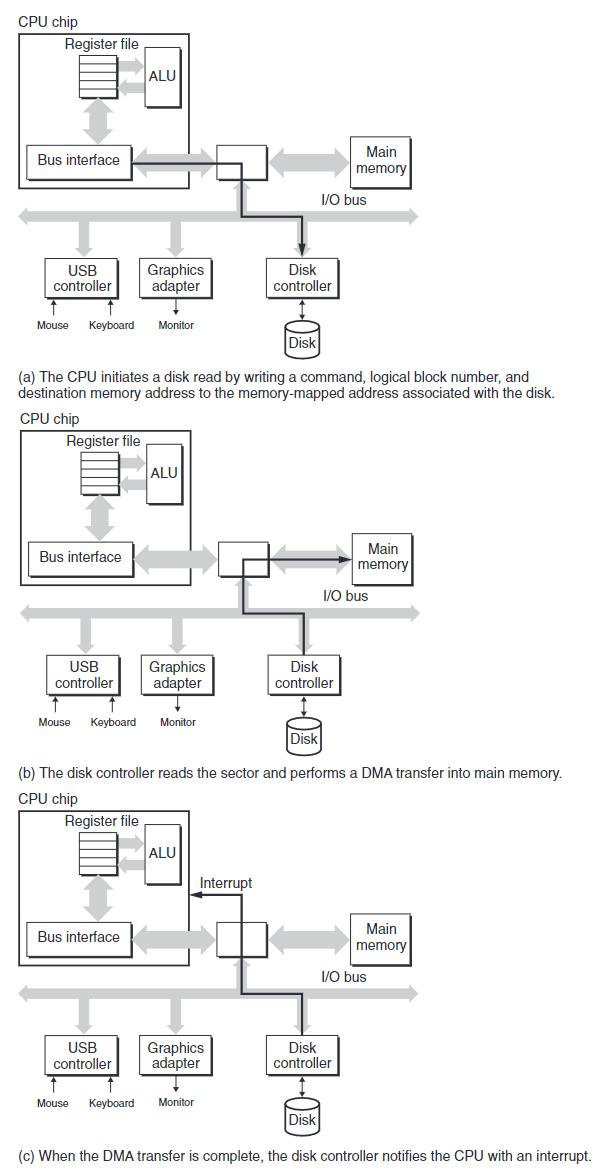 CPU chip
Register file
ALU
Bus interface
Main
memory
I/O bus
USB
controller
Graphics
adapter
Disk
controller
Mouse
Keyboard
Monitor
Disk
(a) The CPU initiates a disk read by writing a command, logical block number, and
destination memory address to the memory-mapped address associated with the disk.
CPU chip
Register file
ALU
Bus interface
Main
memory
I/O bus
USB
controller
Graphics
adapter
Disk
controller
Mouse
Keyboard
Monitor
Disk
(b) The disk controller reads the sector and performs a DMA transfer into main memory.
CPU chip
Register file
ALU
Interrupt
Bus interface
Main
memory
I/O bus
USB
controller
Graphics
adapter
Disk
controller
Mouse
Keyboard
Monitor
Disk
(c) When the DMA transfer is complete, the disk controller notifies the CPU with an interrupt.